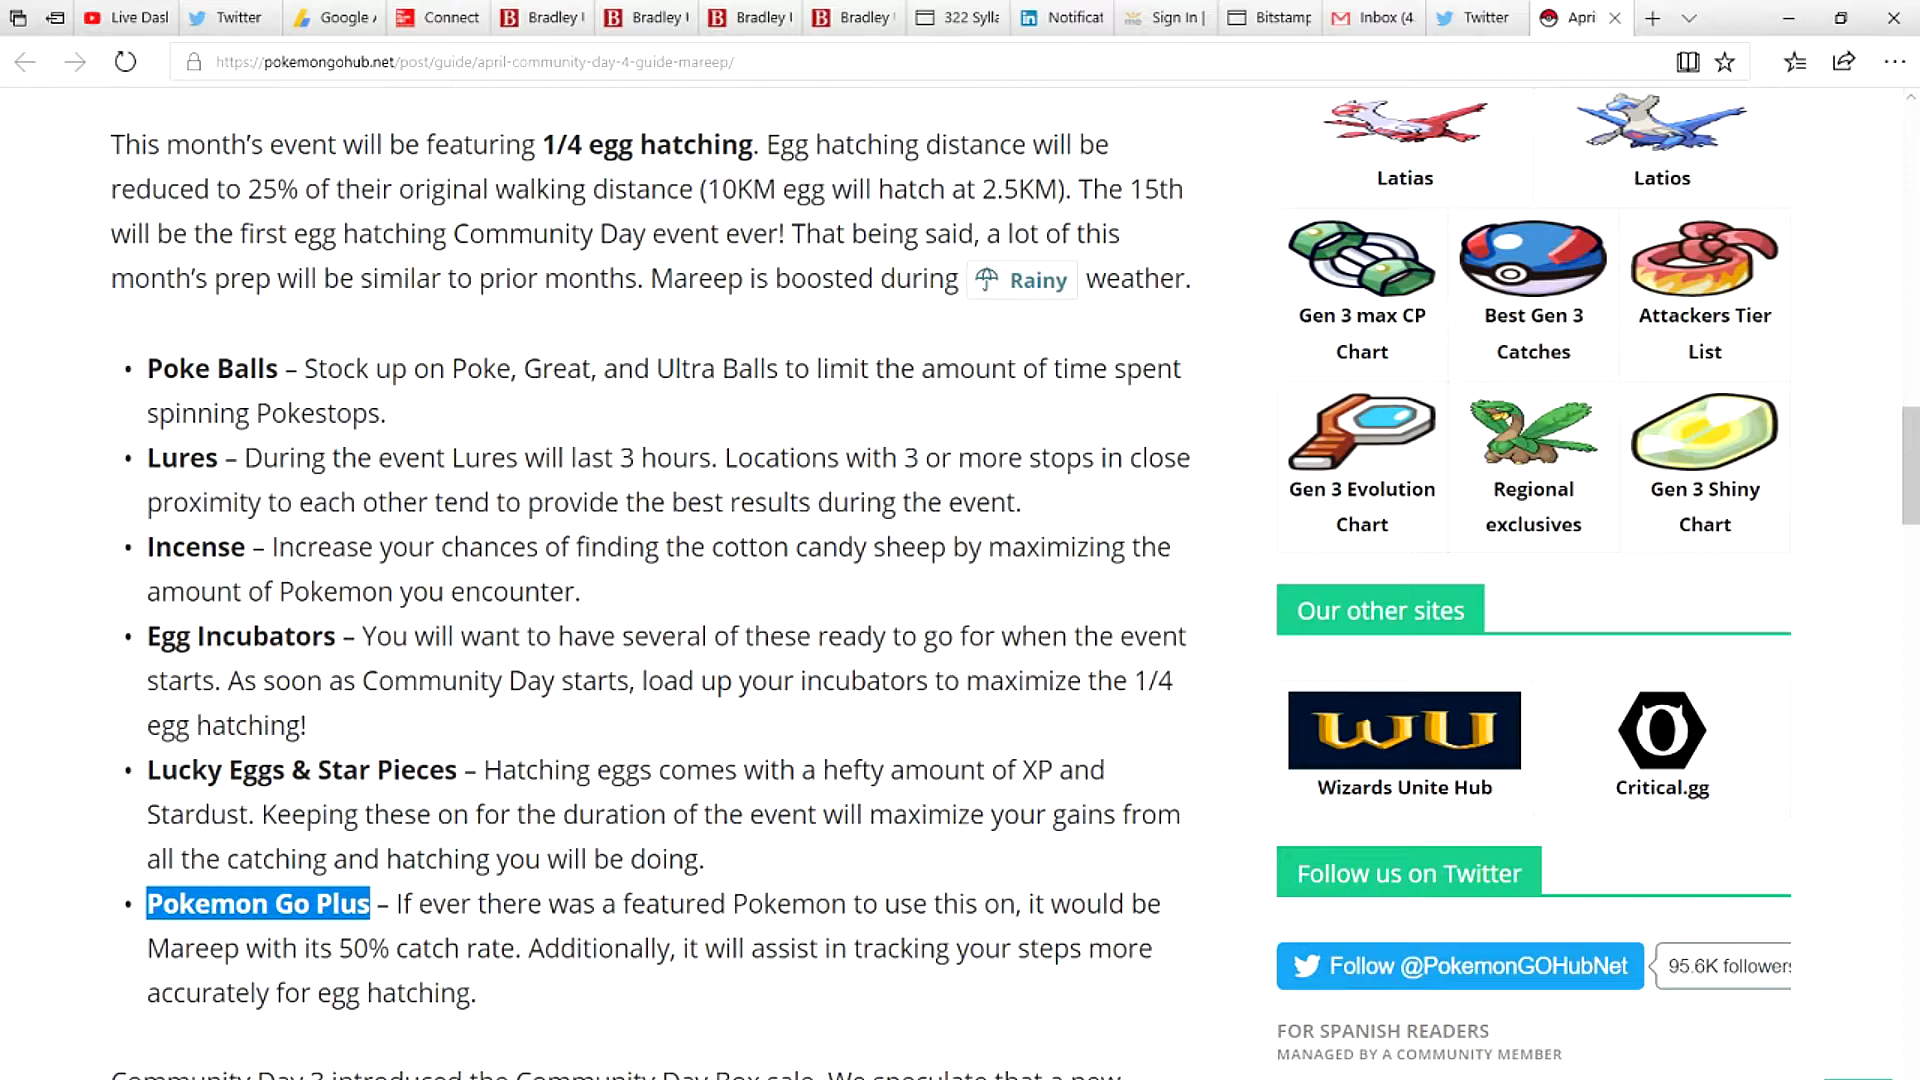 Live Dasl
Twitter
Google
Connect
Bradley
Bradley
Bradley
Bradley
322 Sylla
Notificat
Sign In |
Bitstamp
Inbox (4
Twitter
Apri
https://pokemongohub.net/post/guide/april-community-day-4-guide-mareep/
This month's event will be featuring 1/4 egg hatching. Egg hatching distance will be
reduced to 25% of their original walking distance (10KM egg will hatch at 2.5KM). The 15th
will be the first egg hatching Community Day event ever! That being said, a lot of this
month's prep will be similar to prior months. Mareep is boosted during Rainy weather.
• Poke Balls – Stock up on Poke, Great, and Ultra Balls to limit the amount of time spent
spinning Pokestops.
• Lures – During the event Lures will last 3 hours. Locations with 3 or more stops in close
proximity to each other tend to provide the best results during the event.
• Incense – Increase your chances of finding the cotton candy sheep by maximizing the
amount of Pokemon you encounter.
• Egg Incubators – You will want to have several of these ready to go for when the event
starts. As soon as Community Day starts, load up your incubators to maximize the 1/4
egg hatching!
• Lucky Eggs & Star Pieces – Hatching eggs comes with a hefty amount of XP and
Stardust. Keeping these on for the duration of the event will maximize your gains from
all the catching and hatching you will be doing.
• Pokemon Go Plus – If ever there was a featured Pokemon to use this on, it would be
Mareep with its 50% catch rate. Additionally, it will assist in tracking your steps more
accurately for egg hatching.
Community Day 3 introduced the Community Day Box sale. We speculate that a new
Latias
Latios
Gen 3 max CP
Chart
Best Gen 3
Catches
Attackers Tier
List
Gen 3 Evolution
Chart
Regional
exclusives
Gen 3 Shiny
Chart
Our other sites
WU
Wizards Unite Hub
Critical.gg
Follow us on Twitter
Follow @PokemonGOHubNet
95.6K followers
FOR SPANISH READERS
MANAGED BY A COMMUNITY MEMBER